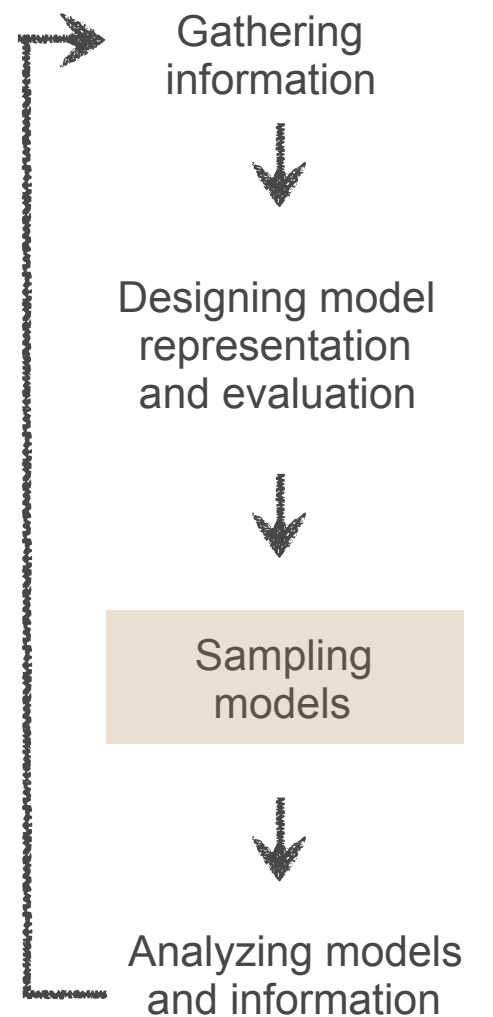 Gathering
information
Designing model
representation
and evaluation
Sampling
models
Analyzing models
and information